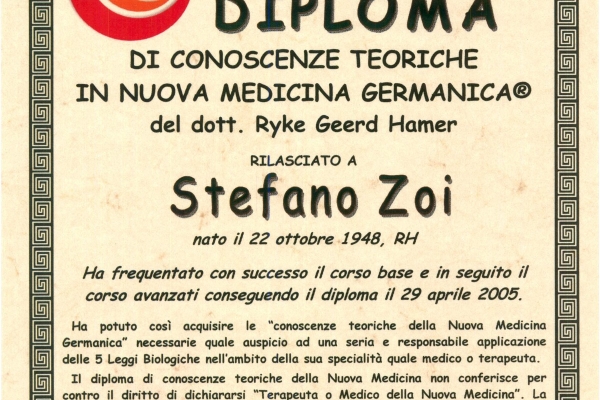 DIPLOMA
DI CONOSCENZE TEORICHE
IN NUOVA MEDICINA GERMANICA®
del dott. Ryke Geerd Hamer
RILASCIATO A
Stefano Zoi
nato il 22 ottobre 1948, RH
Ha frequentato con successo il corso base e in seguito il
corso avanzati conseguendo il diploma il 29 aprile 2005.
Ha potuto così acquisire le “conoscenze teoriche della Nuova Medicina
Germanica” necessarie quale auspicio ad una seria e responsabile applicazione
delle 5 Leggi Biologiche nell’ambito della sua specialità quale medico o terapeuta.
Il diploma di conoscenze teoriche della Nuova Medicina non conferisce per
contro il diritto di dichiararsi “Terapeuta o Medico della Nuova Medicina”. La